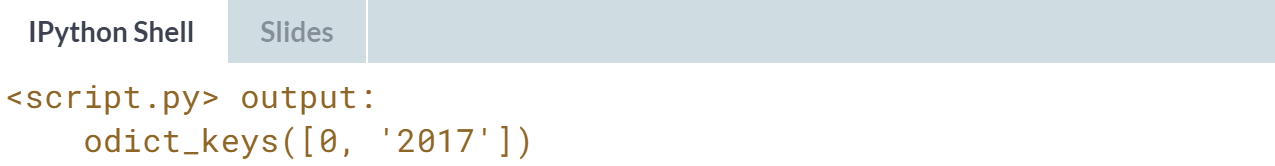 IPython Shell Slides
<script.py> output:
odict_keys([0, '2017'])